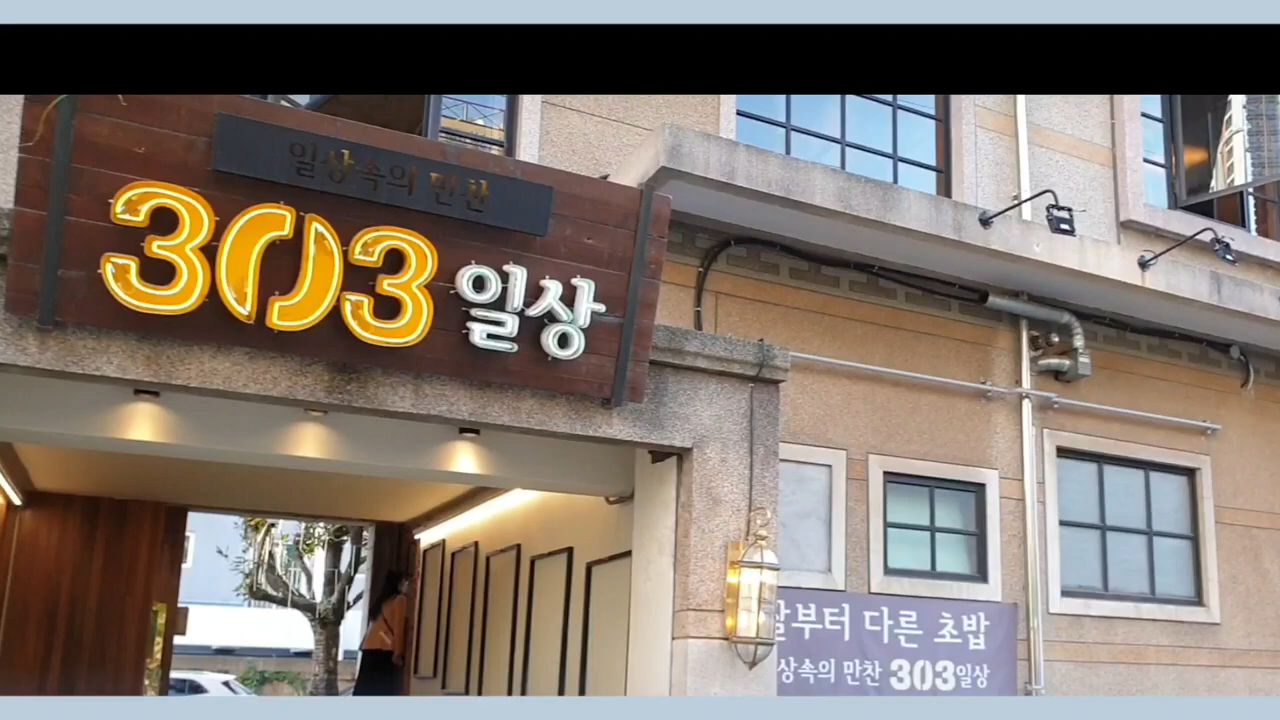 일상속의 만찬
303 일상
부터 다른 초밥
상속의 만찬 303일상